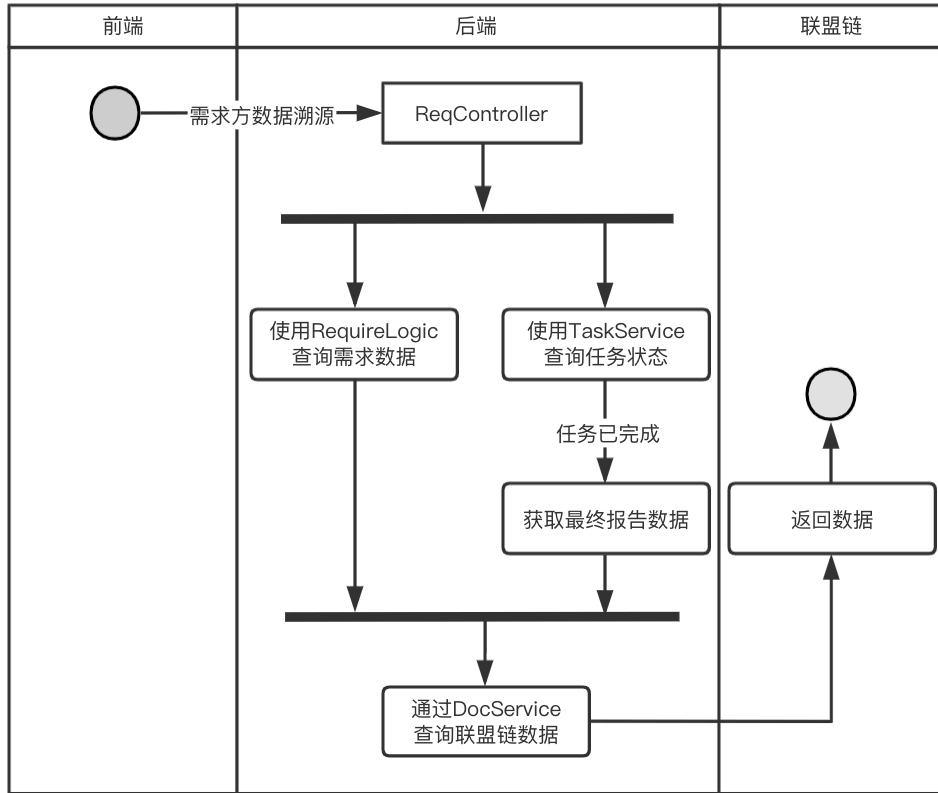 前端
后端
联盟链
需求方数据溯源
ReqController
使用RequireLogic
查询需求数据
使用TaskService
查询任务状态
任务已完成
获取最终报告数据
返回数据
通过DocService
查询联盟链数据